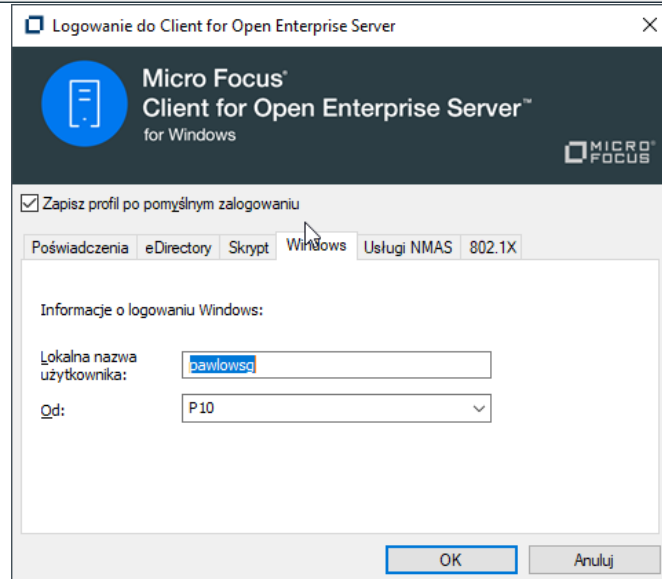 Logowanie do Client for Open Enterprise Server
Micro Focus®
Client for Open Enterprise Server™
for Windows
MICRO®
FOCUS
Zapisz profil po pomyślnym zalogowaniu
Poświadczenia eDirectory Skrypt Windows Usługi NMAS 802.1X
Informacje o logowaniu Windows:
Lokalna nazwa
użytkownika:
pawlowsg
Od:
P10
OK Anuluj